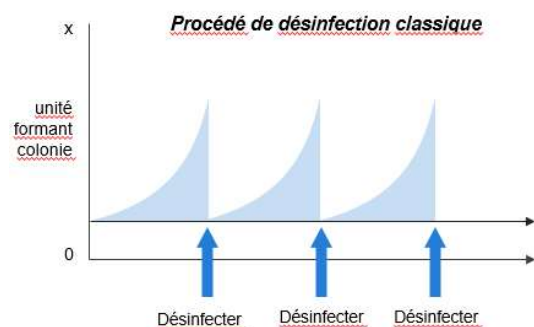 Procédé de désinfection classique
x
unité
formant
colonie
0
Désinfecter
Désinfecter
Désinfecter